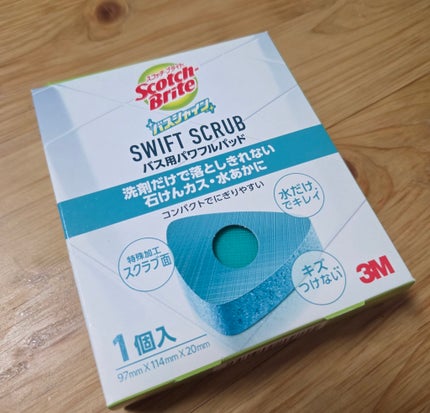 スコッチ・ブライト
Scotch-
Brite
バスシャイン
SWIFT SCRUB
バス用パワフルパッド
洗剤だけで落としきれない
石けんカス・水あかに
コンパクトでにぎりやすい
水だけ
でキレイ
特殊加工
スクラブ面
キズ
つけない
3M
1個入
97mm×114mm×20mm